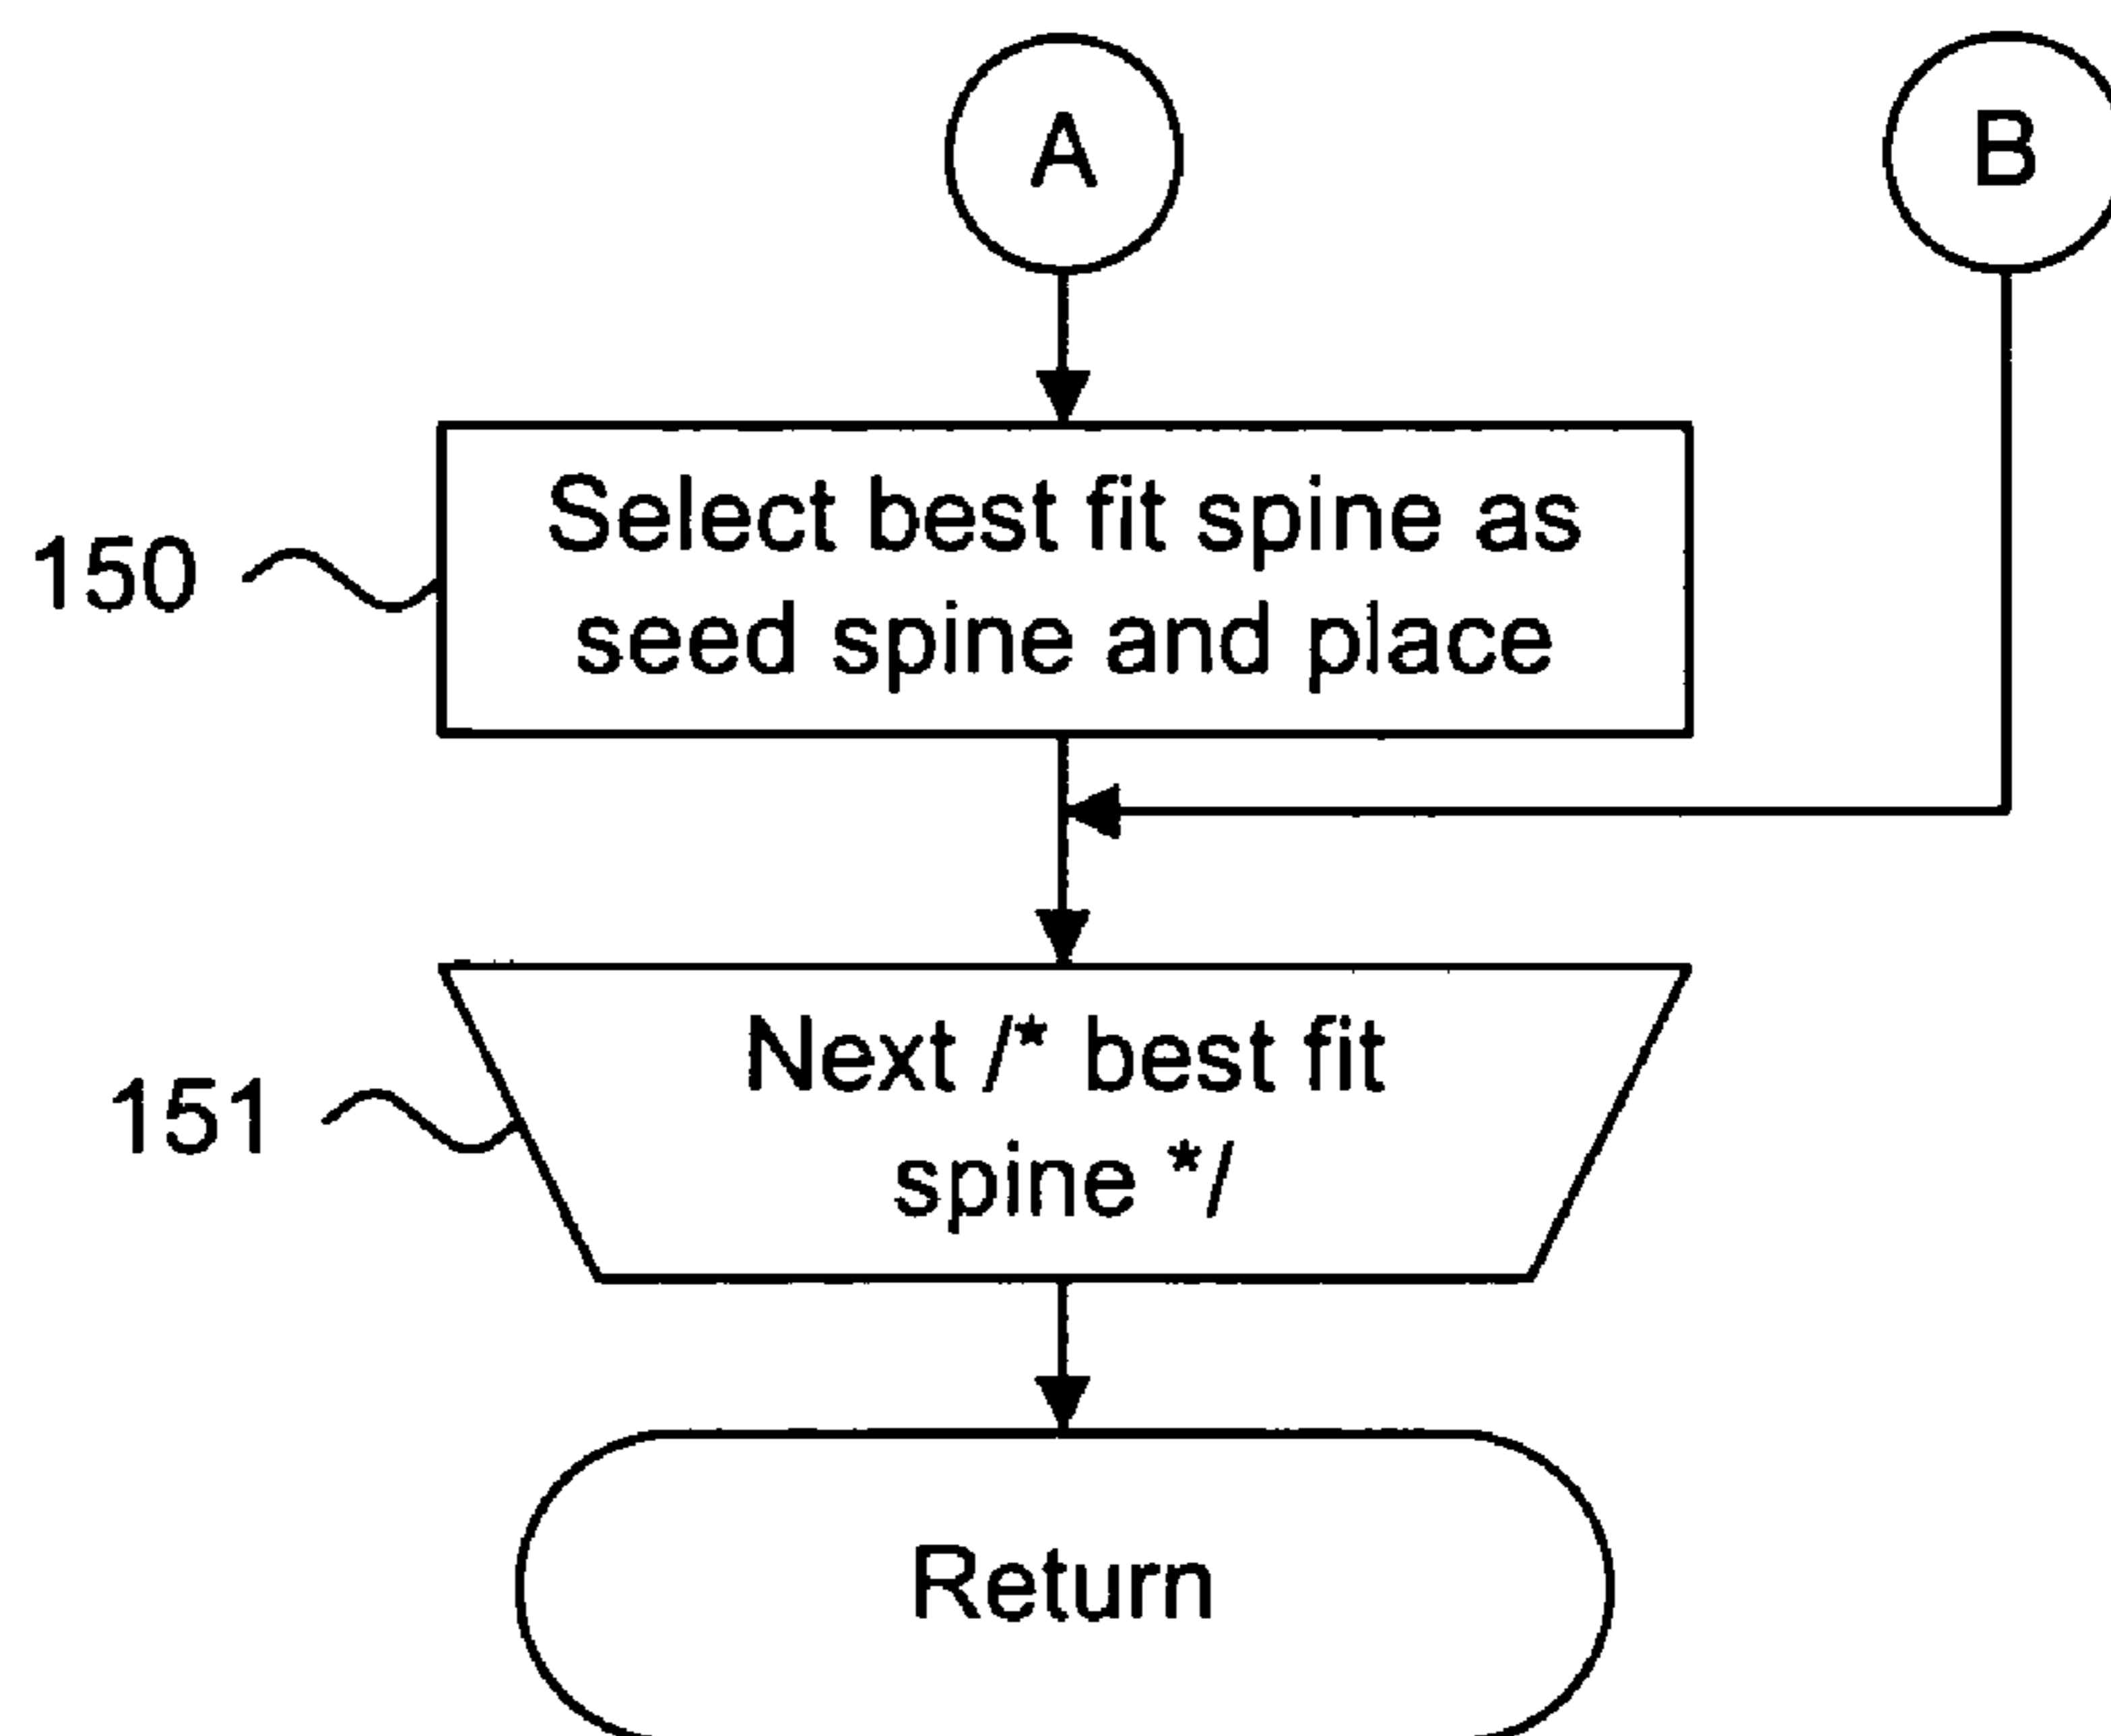 A
B
Select best fit spine as
seed spine and place
150
Next /* best fit
spine */
151
Return